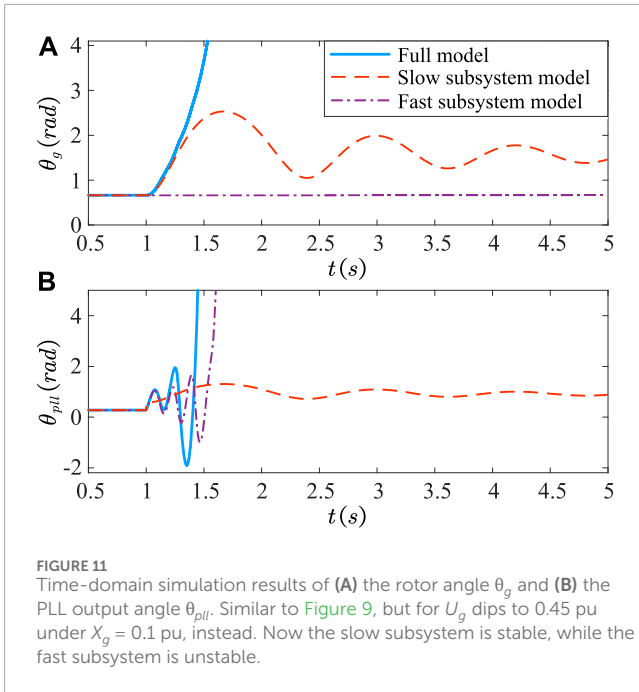 A
4
3
2
1
0
θg (rad)
Full model
Slow subsystem model
Fast subsystem model
0.5 1 1.5 2 2.5 3 3.5 4 4.5 5
t(s)
B
4
2
0
-2
θpll (rad)
0.5 1 1.5 2 2.5 3 3.5 4 4.5 5
t(s)
FIGURE 11
Time-domain simulation results of (A) the rotor angle θg and (B) the
PLL output angle θpll. Similar to Figure 9, but for Ug dips to 0.45 pu
under Xg = 0.1 pu, instead. Now the slow subsystem is stable, while the
fast subsystem is unstable.